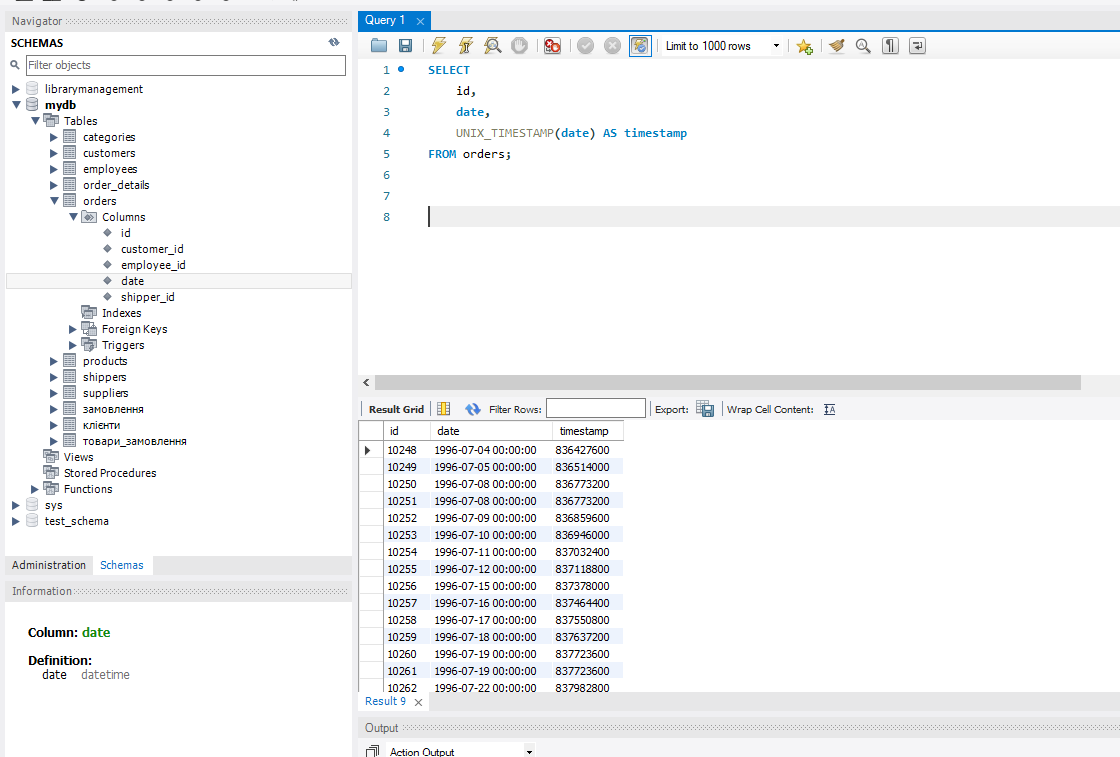 Navigator
SCHEMAS
Filter objects
librarymanagement
mydb
Tables
categories
customers
employees
order_details
orders
Columns
id
customer_id
employee_id
date
shipper_id
Indexes
Foreign Keys
Triggers
products
shippers
suppliers
замовлення
клієнти
товари_замовлення
Views
Stored Procedures
Functions
sys
test_schema
Administration Schemas
Information
Column: date
Definition:
date datetime
Query 1
Limit to 1000 rows
1 SELECT
2 id,
3 date,
4 UNIX_TIMESTAMP(date) AS timestamp
5 FROM orders;
6
7
8
Result Grid Filter Rows: Export: Wrap Cell Content:
id date timestamp
10248 1996-07-04 00:00:00 836427600
10249 1996-07-05 00:00:00 836514000
10250 1996-07-08 00:00:00 836773200
10251 1996-07-08 00:00:00 836773200
10252 1996-07-09 00:00:00 836859600
10253 1996-07-10 00:00:00 836946000
10254 1996-07-11 00:00:00 837032400
10255 1996-07-12 00:00:00 837118800
10256 1996-07-15 00:00:00 837378000
10257 1996-07-16 00:00:00 837464400
10258 1996-07-17 00:00:00 837550800
10259 1996-07-18 00:00:00 837637200
10260 1996-07-19 00:00:00 837723600
10261 1996-07-19 00:00:00 837723600
10262 1996-07-22 00:00:00 837982800
Result 9
Output
Action Output